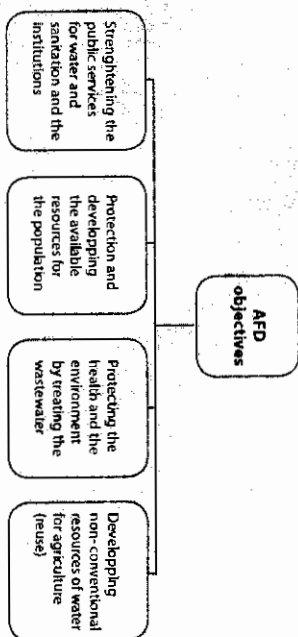 AFD
objectives
Strenghtening the
public services
for water and
sanitation and the
institutions
Protection and
developping
the available
resources for
the population
Protecting the
health and the
environment
by treating the
wastewater
Developping
non-conventional
resources of water
for agriculture
(reuse)